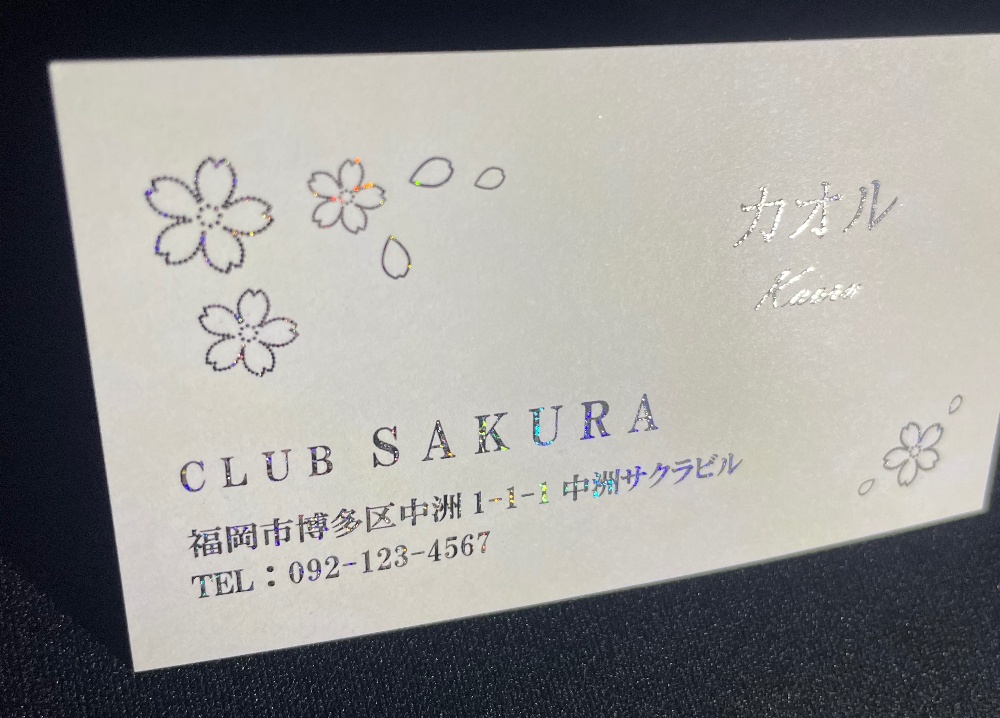 カオル
Kaoru
CLUB SAKURA
福岡市博多区中洲1-1-1 中洲サクラビル
TEL：092-123-4567